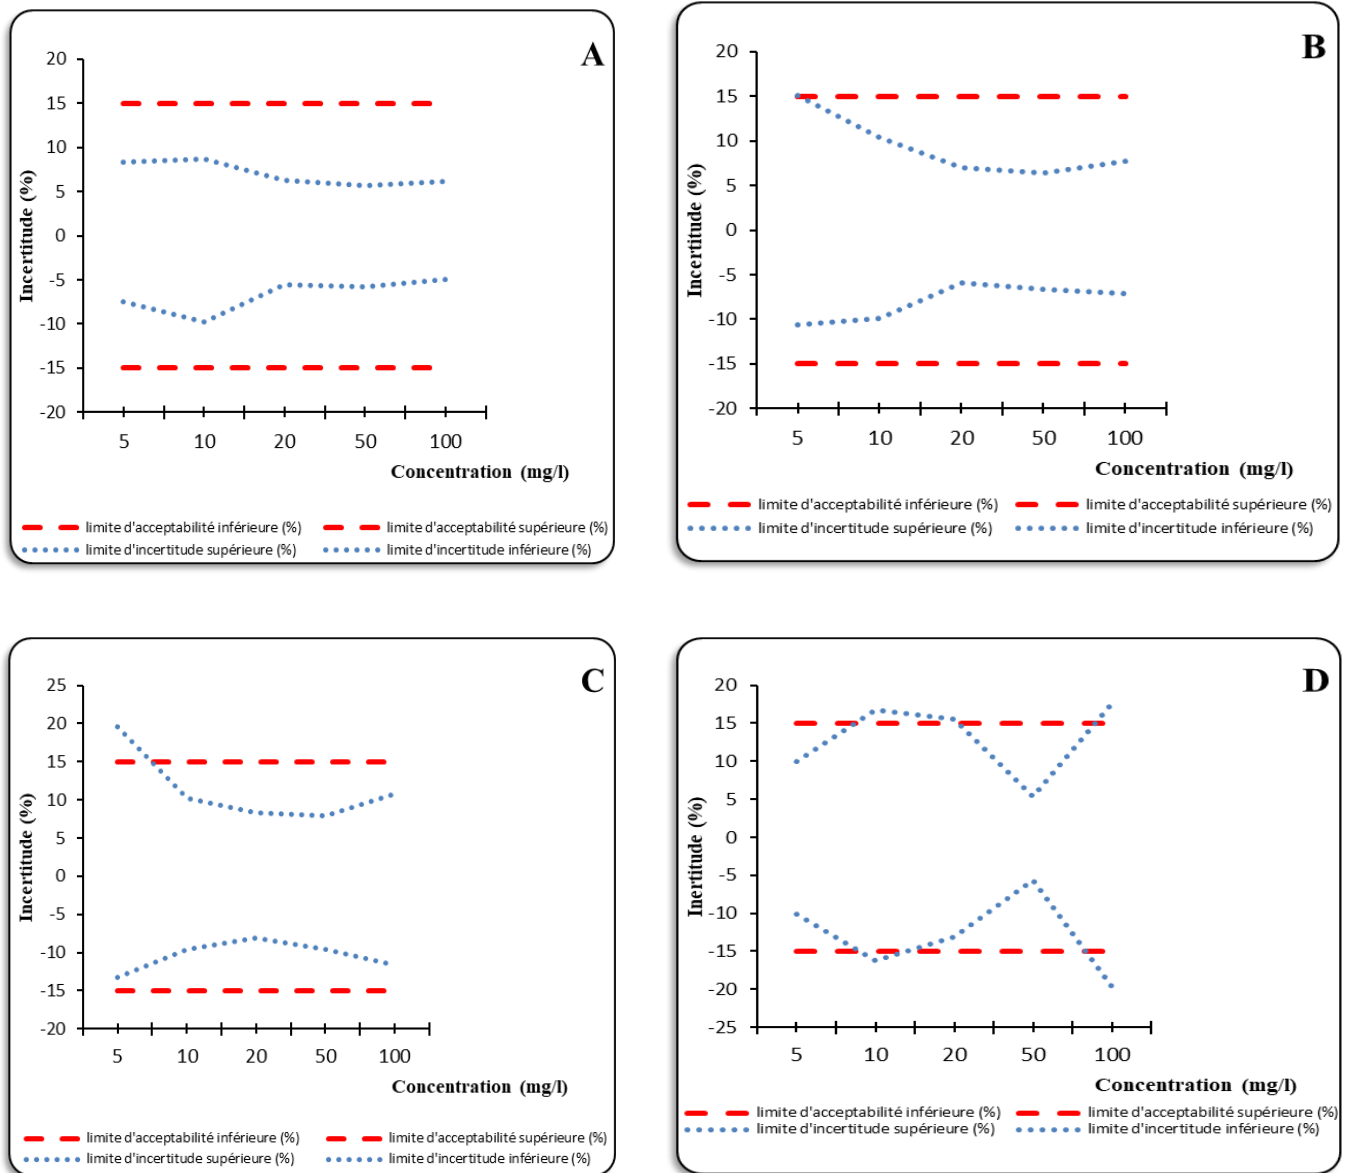 A
20
15
10
5
0
-5
-10
-15
-20
Incertitude (%)
5 10 20 50 100
Concentration (mg/l)
limite d'acceptabilité inférieure (%) limite d'acceptabilité supérieure (%)
limite d'incertitude supérieure (%) limite d'incertitude inférieure (%)
B
20
15
10
5
0
-5
-10
-15
-20
Incertitude (%)
5 10 20 50 100
Concentration (mg/l)
limite d'acceptabilité inférieure (%) limite d'acceptabilité supérieure (%)
limite d'incertitude supérieure (%) limite d'incertitude inférieure (%)
C
25
20
15
10
5
0
-5
-10
-15
-20
Incertitude (%)
5 10 20 50 100
Concentration (mg/l)
limite d'acceptabilité inférieure (%) limite d'acceptabilité supérieure (%)
limite d'incertitude supérieure (%) limite d'incertitude inférieure (%)
D
20
15
10
5
0
-5
-10
-15
-20
-25
Inertitude (%)
5 10 20 50 100
Concentration (mg/l)
limite d'acceptabilité inférieure (%) limite d'acceptabilité supérieure (%)
limite d'incertitude supérieure (%) limite d'incertitude inférieure (%)